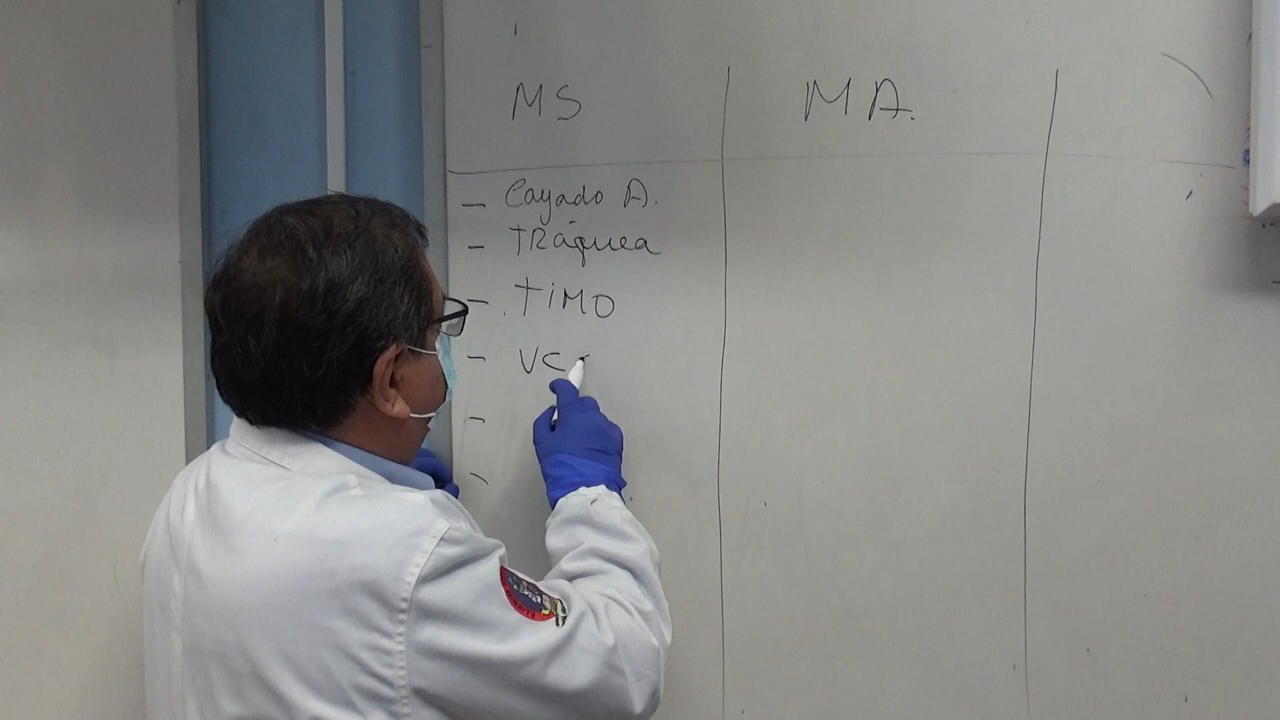 MS
MA.
- Cayado A.
- TRáquea
- TiMO
- VC
-
-